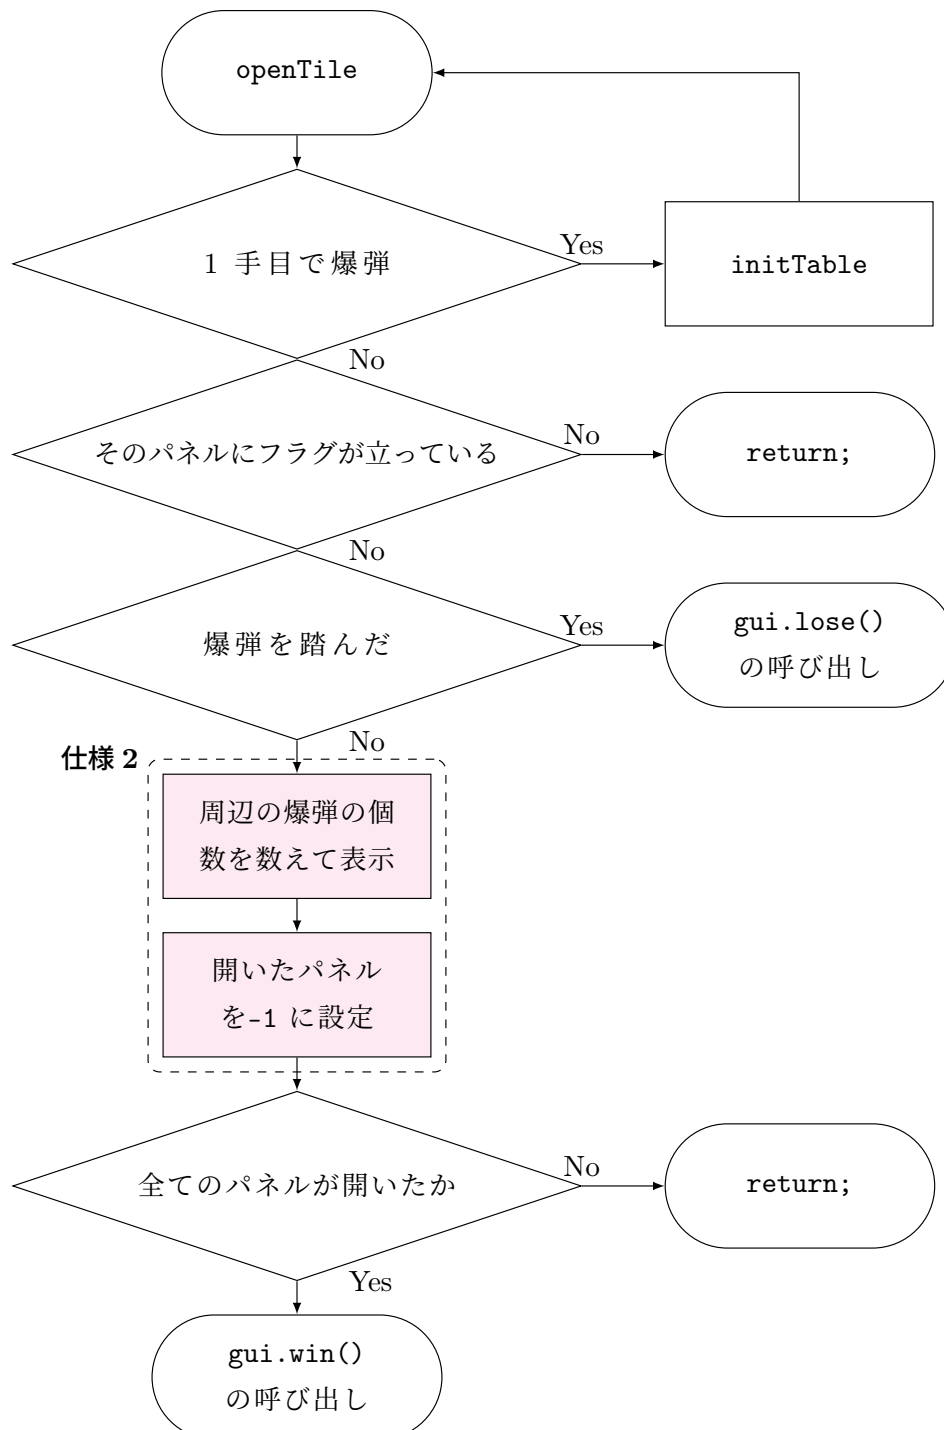 openTile
1 手目で爆弾
Yes
initTable
No
そのパネルにフラグが立っている
No
return;
No
爆弾を踏んだ
Yes
gui.lose()
の呼び出し
No
仕様 2
周辺の爆弾の個
数を数えて表示
開いたパネル
を-1 に設定
全てのパネルが開いたか
No
return;
Yes
gui.win()
の呼び出し